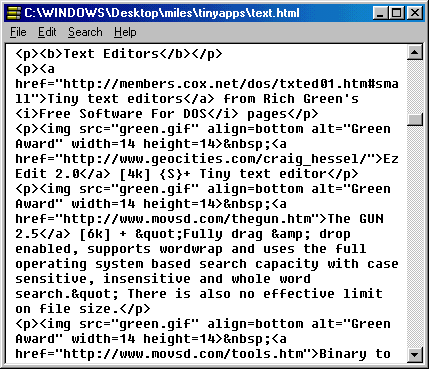 C:\WINDOWS\Desktop\miles\tinyapps\text.html
File Edit Search Help
<p><b>Text Editors</b></p>
<p><a
href="http://members.cox.net/dos/txted01.htm#sma
ll">Tiny text editors</a> from Rich Green's
<i>Free Software For DOS</i> pages</p>
<p><img src="green.gif" align=bottom alt="Green
Award" width=14 height=14>&nbsp;<a
href="http://www.geocities.com/craig_hessel/">Ez
Edit 2.0</a> [4k] {S}+ Tiny text editor</p>
<p><img src="green.gif" align=bottom alt="Green
Award" width=14 height=14>&nbsp;<a
href="http://www.movsd.com/thegun.htm">The GUN
2.5</a> [6k] + &quot;Fully drag &amp; drop
enabled, supports wordwrap and uses the full
operating system based search capacity with case
sensitive, insensitive and whole word
search.&quot; There is also no effective limit
on file size.</p>
<p><img src="green.gif" align=bottom alt="Green
Award" width=14 height=14>&nbsp;<a
href="http://www.movsd.com/tools.htm">Binary to